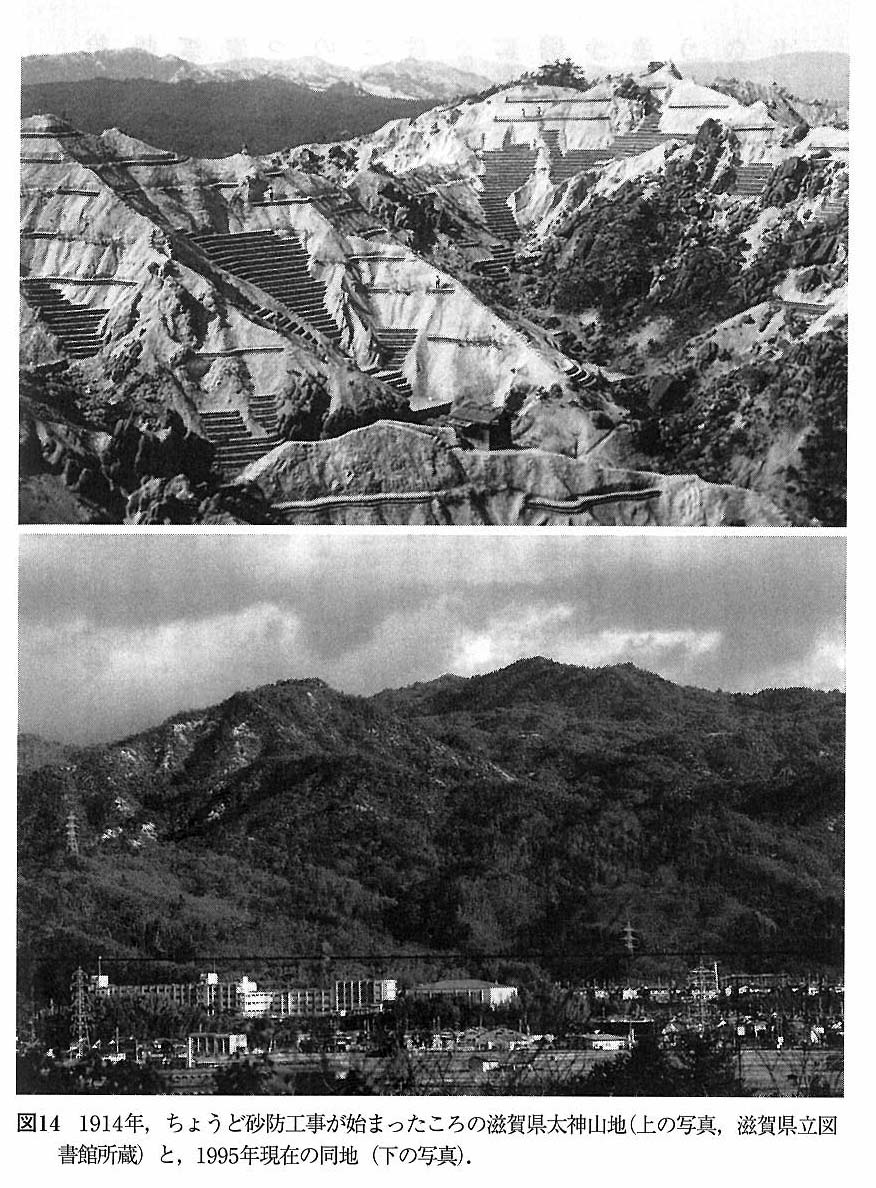 図14 1914年，ちょうど砂防工事が始まったころの滋賀県太神山地(上の写真，滋賀県立図
書館所蔵) と，1995年現在の同地 (下の写真)．